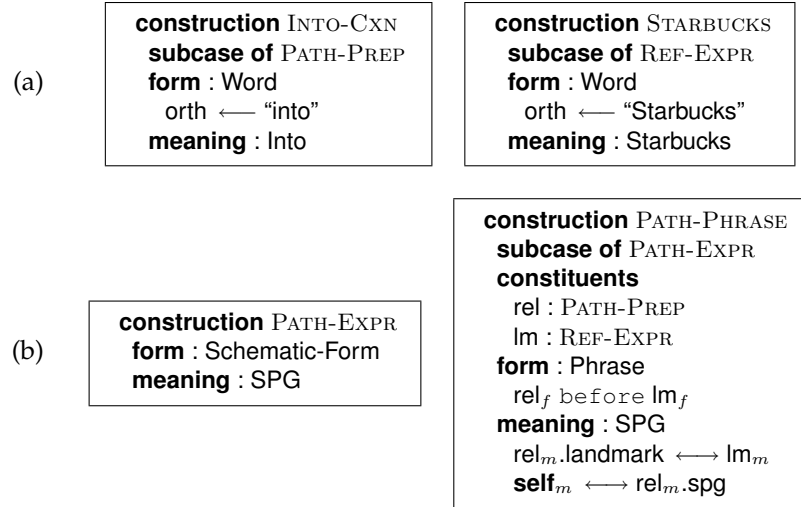 (a)
construction INTO-CXN
subcase of PATH-PREP
form : Word
orth ⟵ “into”
meaning : Into
construction STARBUCKS
subcase of REF-EXPR
form : Word
orth ⟵ “Starbucks”
meaning : Starbucks
(b)
construction PATH-EXPR
form : Schematic-Form
meaning : SPG
construction PATH-PHRASE
subcase of PATH-EXPR
constituents
rel : PATH-PREP
lm : REF-EXPR
form : Phrase
rel_f before lm_f
meaning : SPG
rel_m.landmark ⟷ lm_m
self_m ⟷ rel_m.spg